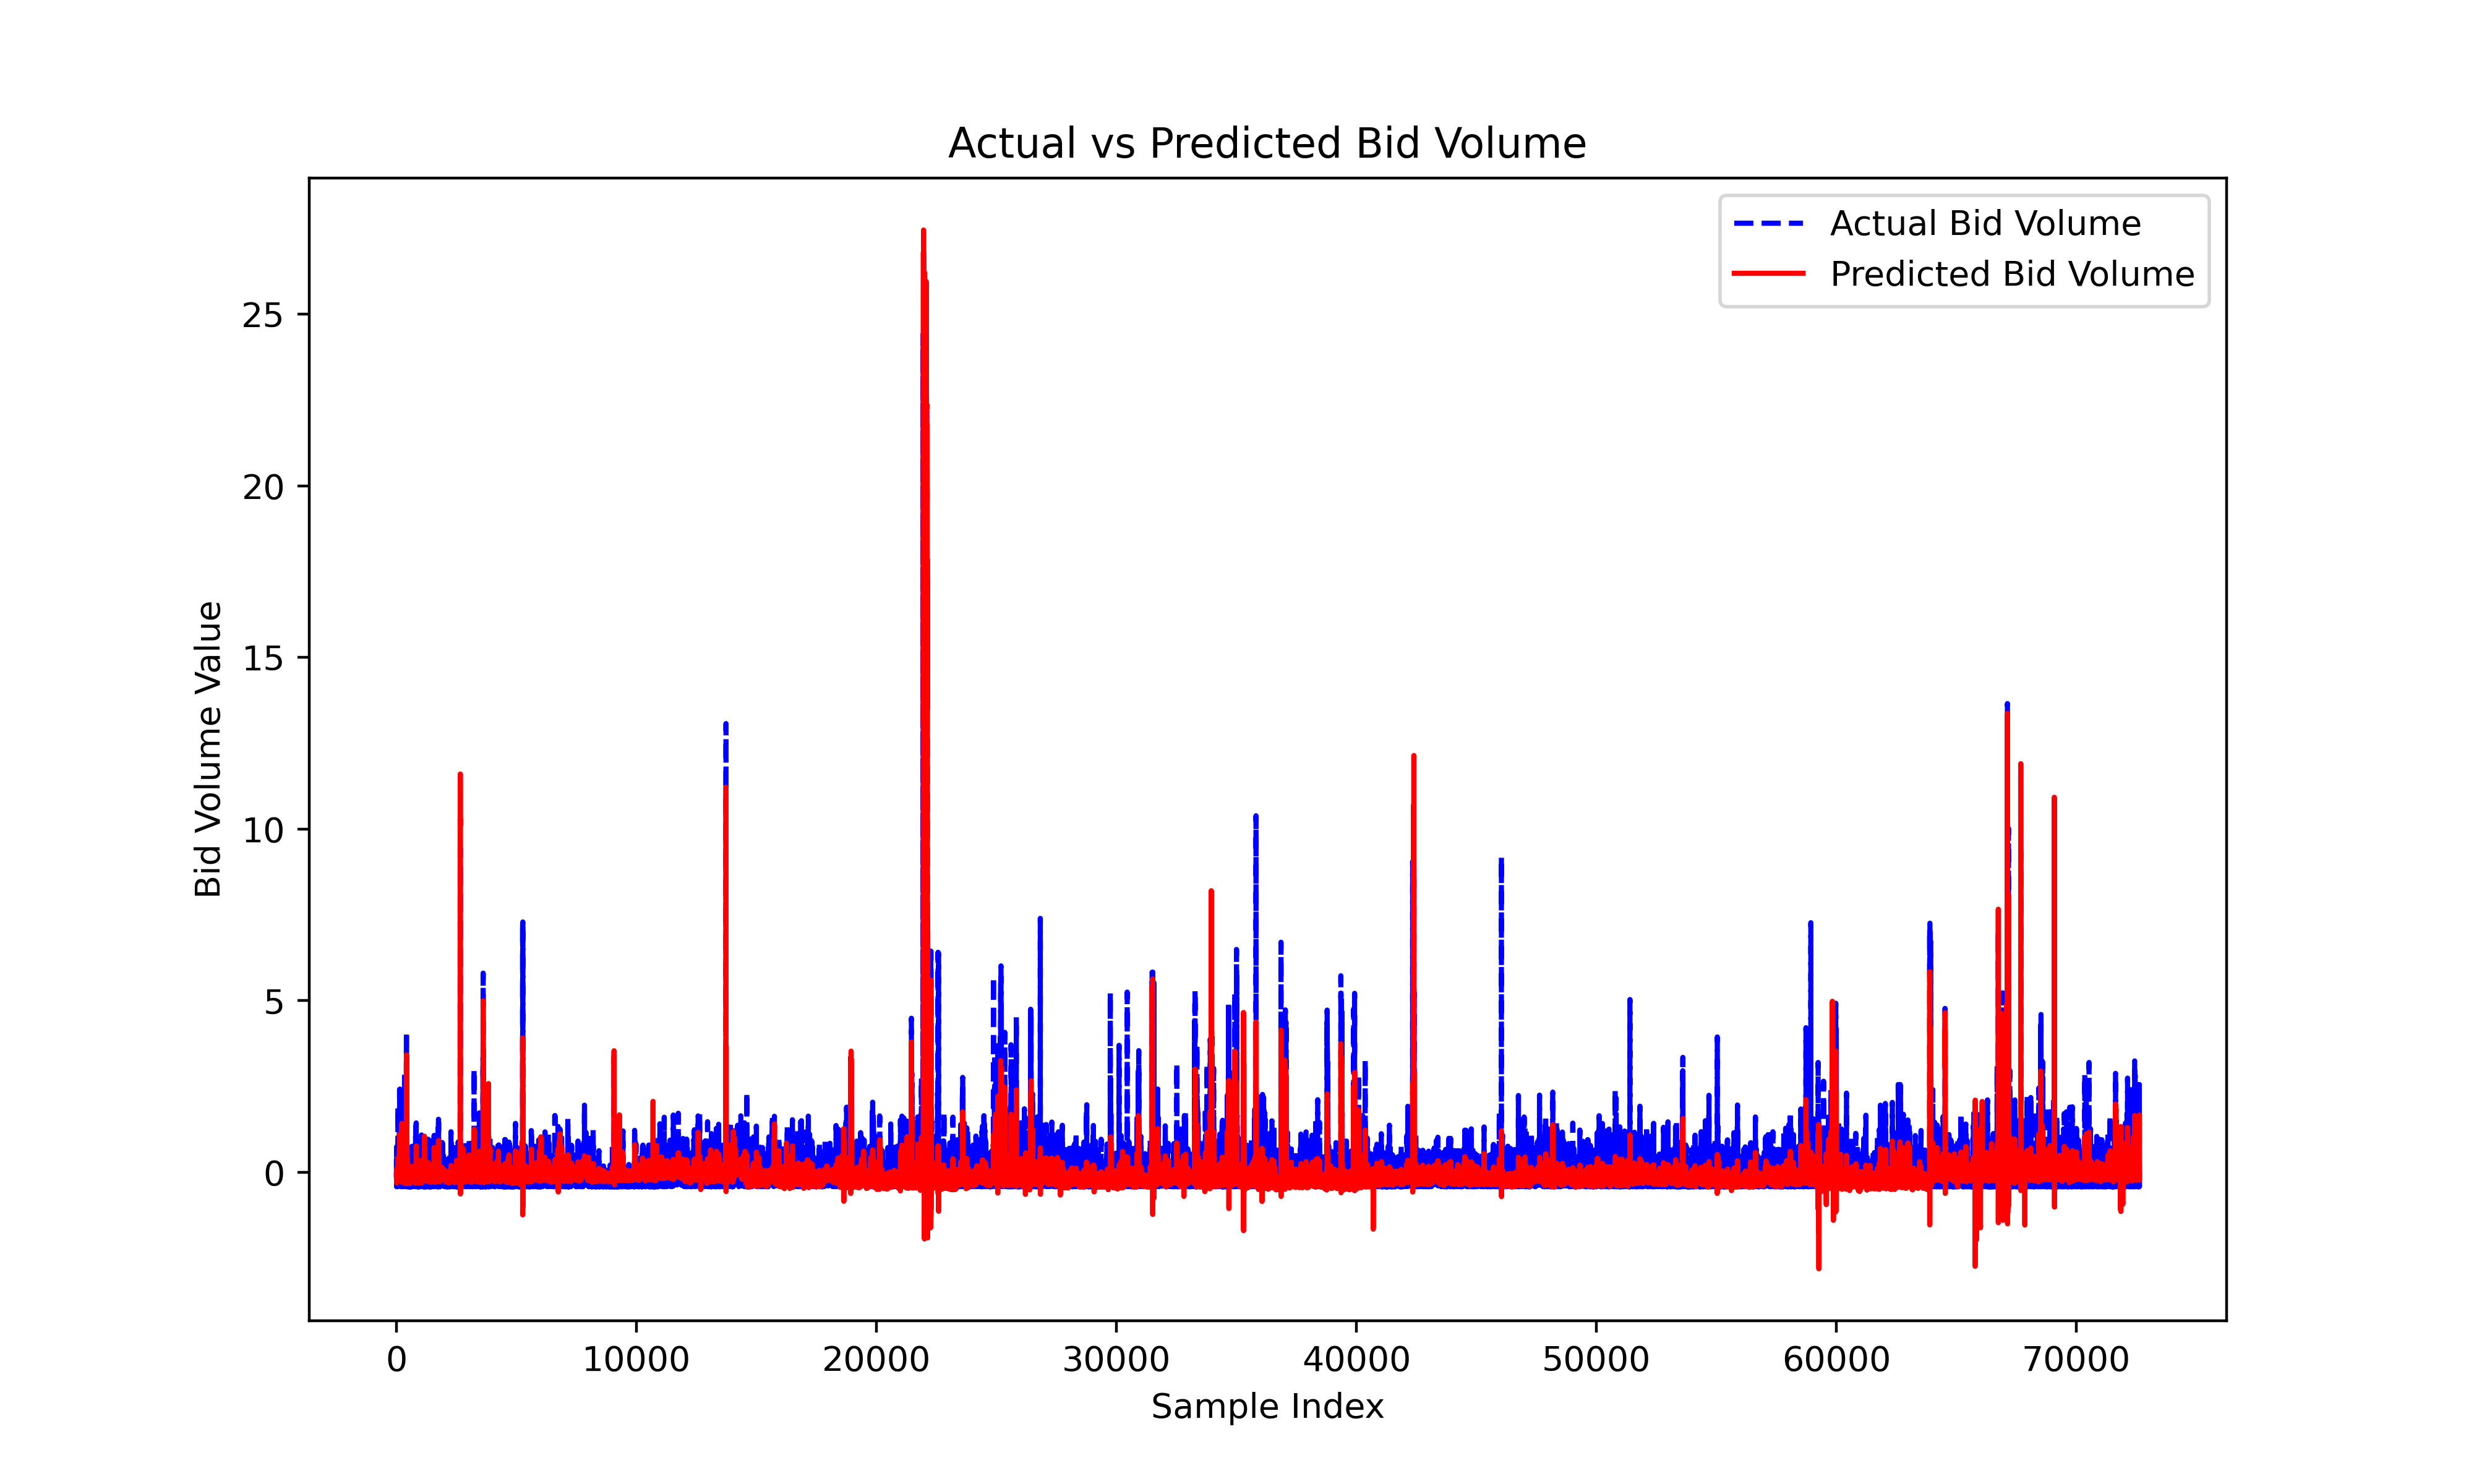 Actual vs Predicted Bid Volume
Actual Bid Volume
Predicted Bid Volume
Bid Volume Value
25
20
15
10
5
0
0 10000 20000 30000 40000 50000 60000 70000
Sample Index